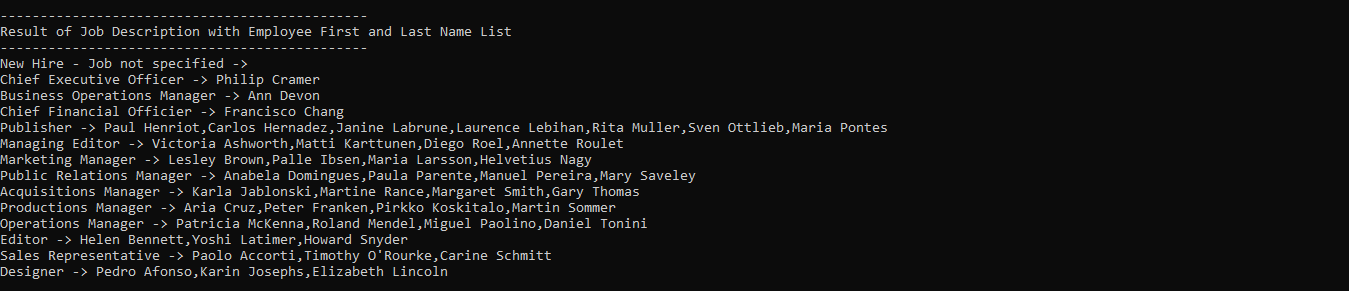 ----------------------------------------------
Result of Job Description with Employee First and Last Name List
----------------------------------------------
New Hire - Job not specified ->
Chief Executive Officer -> Philip Cramer
Business Operations Manager -> Ann Devon
Chief Financial Officier -> Francisco Chang
Publisher -> Paul Henriot,Carlos Hernadez,Janine Labrune,Laurence Lebihan,Rita Muller,Sven Ottlieb,Maria Pontes
Managing Editor -> Victoria Ashworth,Matti Karttunen,Diego Roel,Annette Roulet
Marketing Manager -> Lesley Brown,Palle Ibsen,Maria Larsson,Helvetius Nagy
Public Relations Manager -> Anabela Domingues,Paula Parente,Manuel Pereira,Mary Saveley
Acquisitions Manager -> Karla Jablonski,Martine Rance,Margaret Smith,Gary Thomas
Productions Manager -> Aria Cruz,Peter Franken,Pirkko Koskitalo,Martin Sommer
Operations Manager -> Patricia McKenna,Roland Mendel,Miguel Paolino,Daniel Tonini
Editor -> Helen Bennett,Yoshi Latimer,Howard Snyder
Sales Representative -> Paolo Accorti,Timothy O'Rourke,Carine Schmitt
Designer -> Pedro Afonso,Karin Josephs,Elizabeth Lincoln